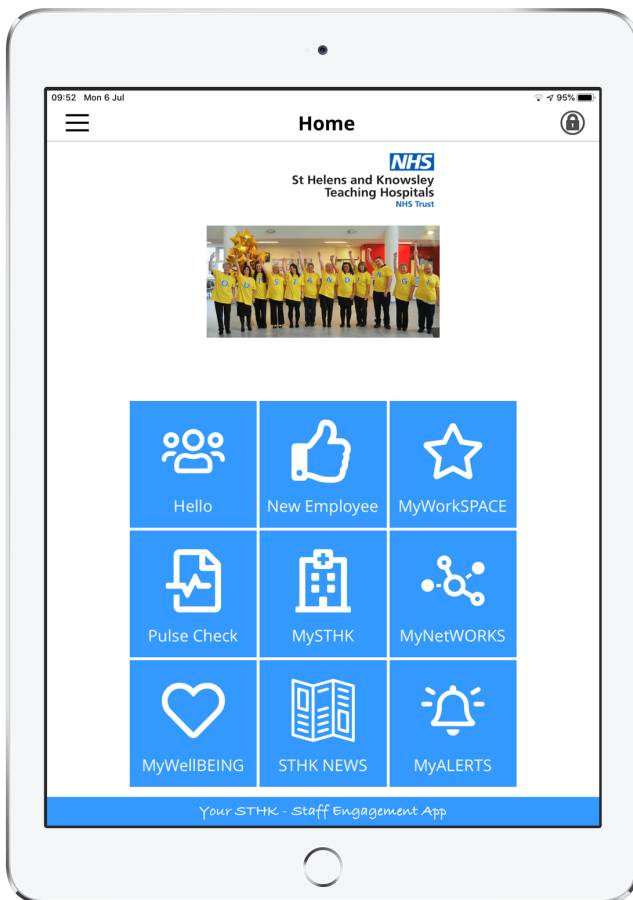 09:52 Mon 6 Jul
95%
Home
NHS
St Helens and Knowsley
Teaching Hospitals
NHS Trust
OUTSTANDING!
Hello
New Employee
MyWorkSPACE
Pulse Check
MySTHK
MyNetWORKS
MyWellBEING
STHK NEWS
MyALERTS
Your STHK - Staff Engagement App